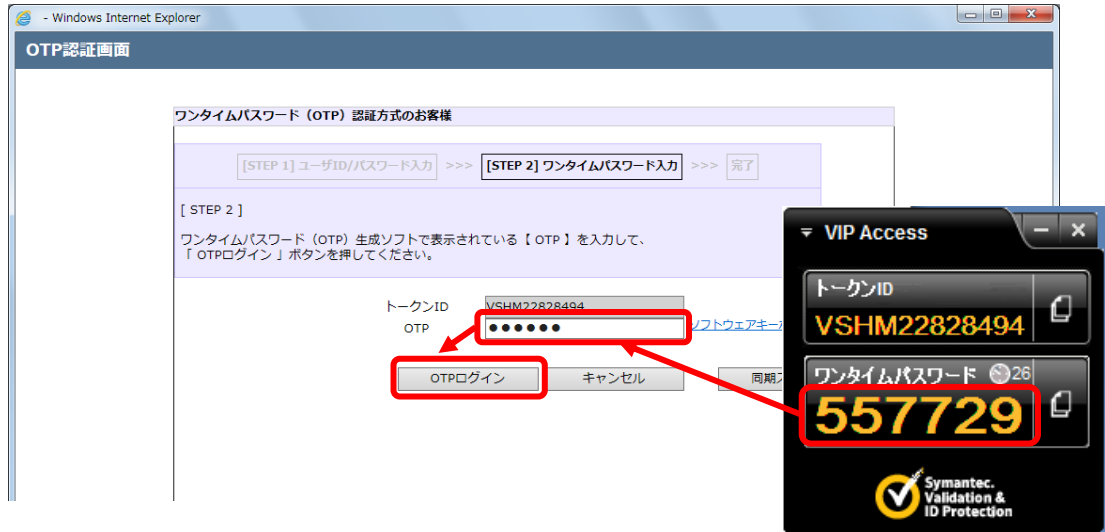 - Windows Internet Explorer
OTP認証画面
ワンタイムパスワード（OTP）認証方式のお客様
[STEP 1] ユーザID/パスワード入力 >>> [STEP 2] ワンタイムパスワード入力 >>> 完了
[ STEP 2 ]
ワンタイムパスワード（OTP）生成ソフトで表示されている【 OTP 】を入力して、
「 OTPログイン 」ボタンを押してください。
トークンID VSHM22828494
OTP ●●●●●●
ソフトウェアキー
OTPログイン キャンセル 同期
VIP Access
トークンID
VSHM22828494
ワンタイムパスワード 26
557729
Symantec.
Validation &
ID Protection